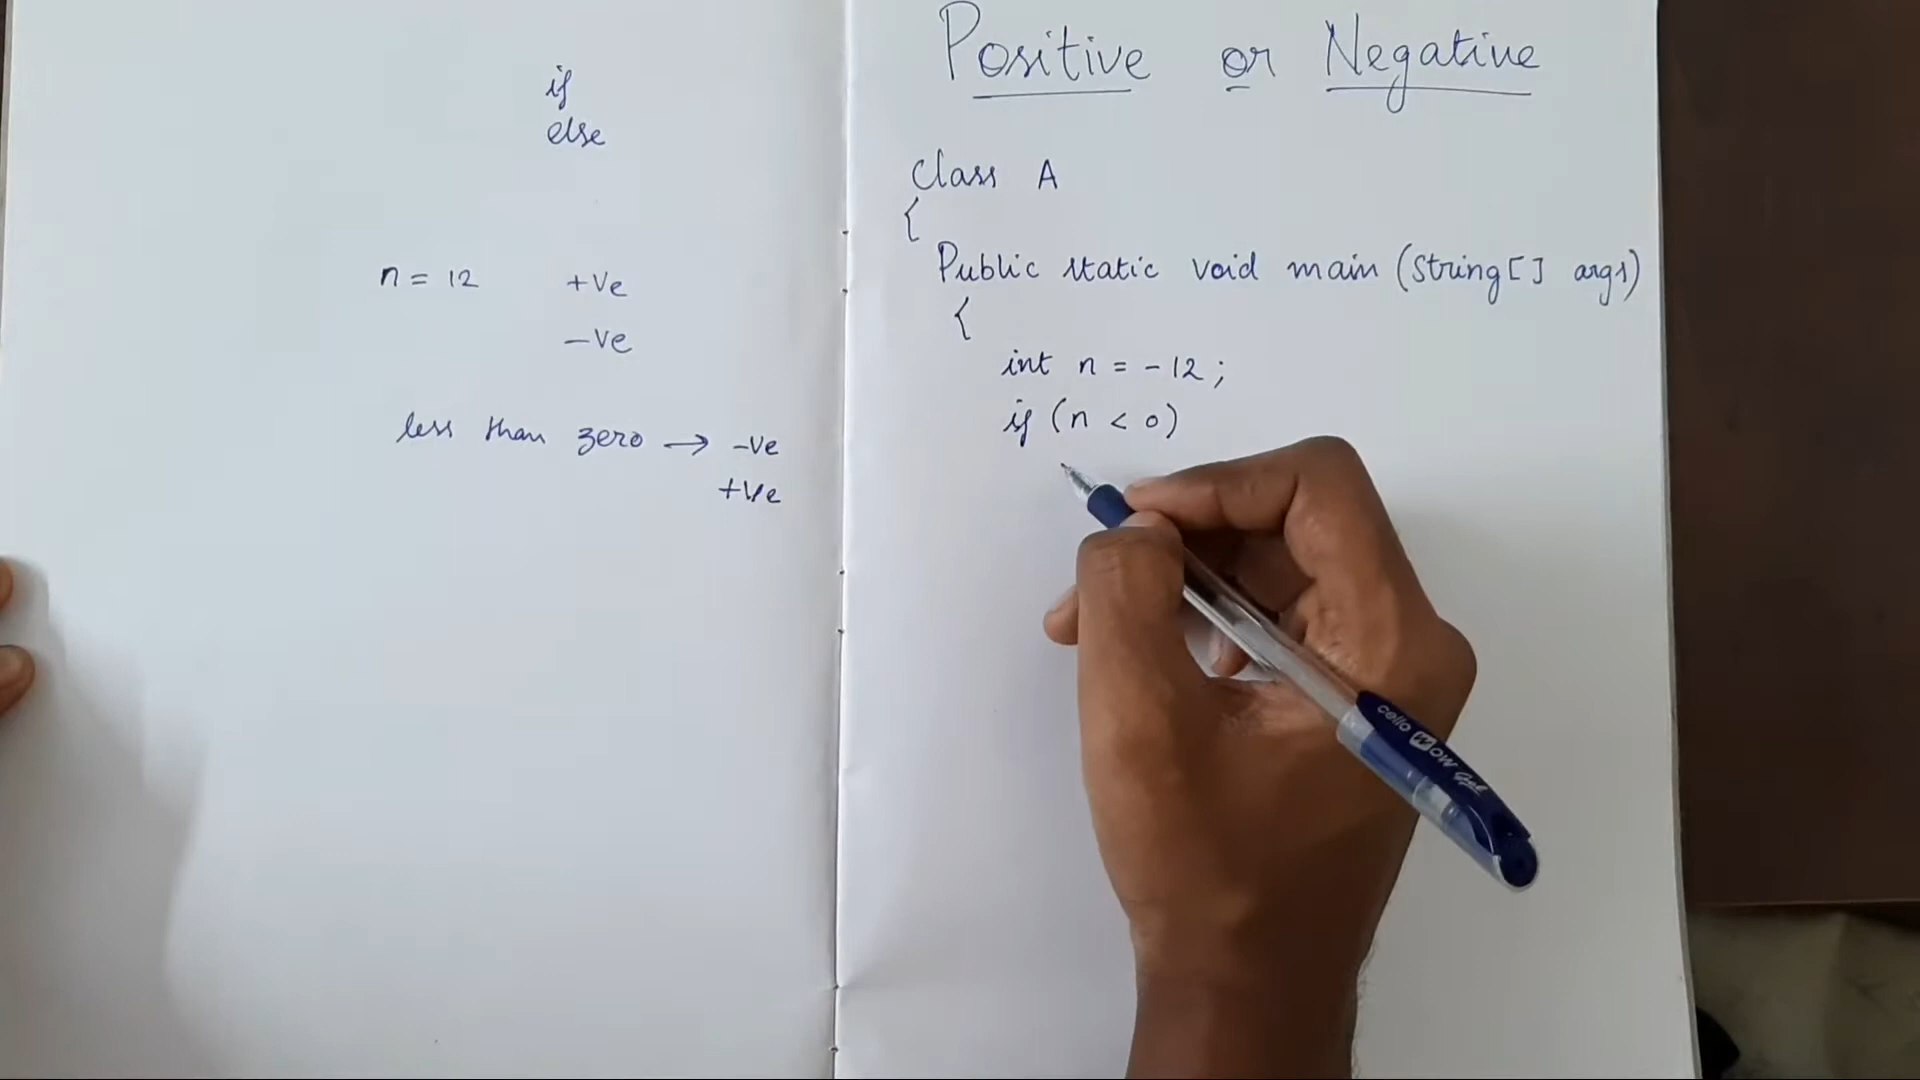 if
else
n = 12 +ve
-ve
less than zero → -ve
+ve
Positive or Negative
Class A
{
Public static void main (String[] args)
{
int n = -12;
if (n < 0)
cello Wow Gel